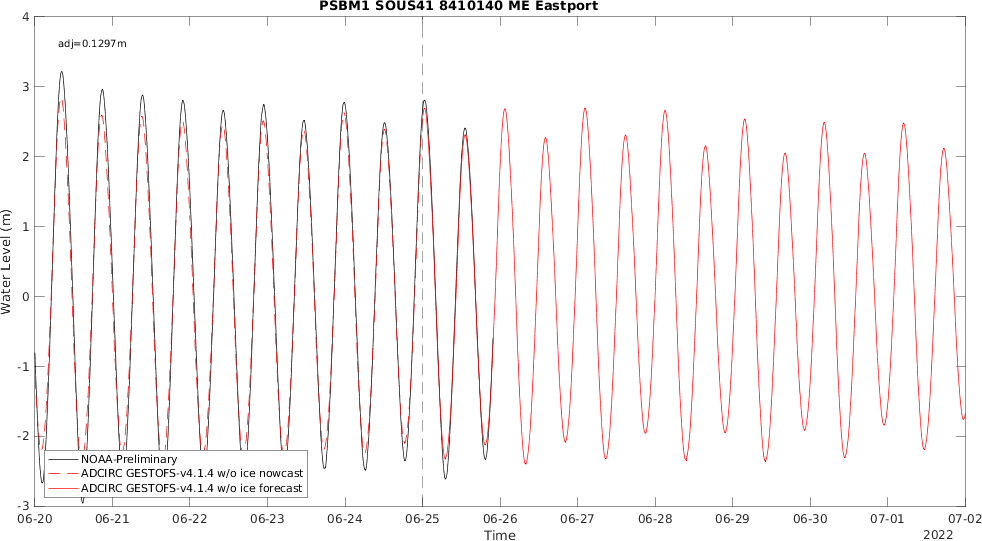 PSBM1 SOUS41 8410140 ME Eastport
adj=0.1297m
4
3
2
1
0
-1
-2
-3
Water Level (m)
NOAA-Preliminary
ADCIRC GESTOFS-v4.1.4 w/o ice nowcast
ADCIRC GESTOFS-v4.1.4 w/o ice forecast
06-20 06-21 06-22 06-23 06-24 06-25 06-26 06-27 06-28 06-29 06-30 07-01 07-02
Time
2022